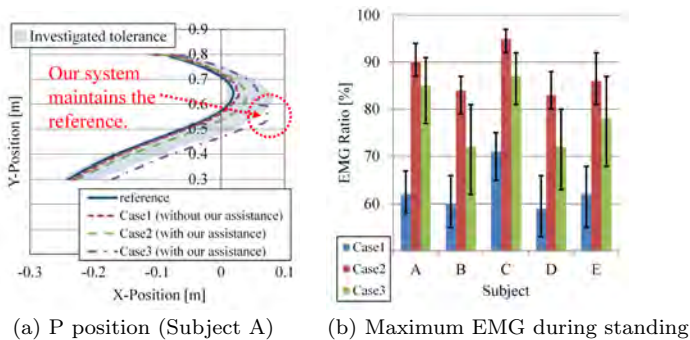 Investigated tolerance
Our system
maintains the
reference.
0.9
0.8
0.7
0.6
0.5
0.4
0.3
Y-Position [m]
reference
Case1 (without our assistance)
Case2 (with our assistance)
Case3 (with our assistance)
-0.3
-0.2
-0.1
0
0.1
X-Position [m]
(a) P position (Subject A)
100
90
80
70
60
EMG Ratio [%]
Case1
Case2
Case3
A
B
C
D
E
Subject
(b) Maximum EMG during standing